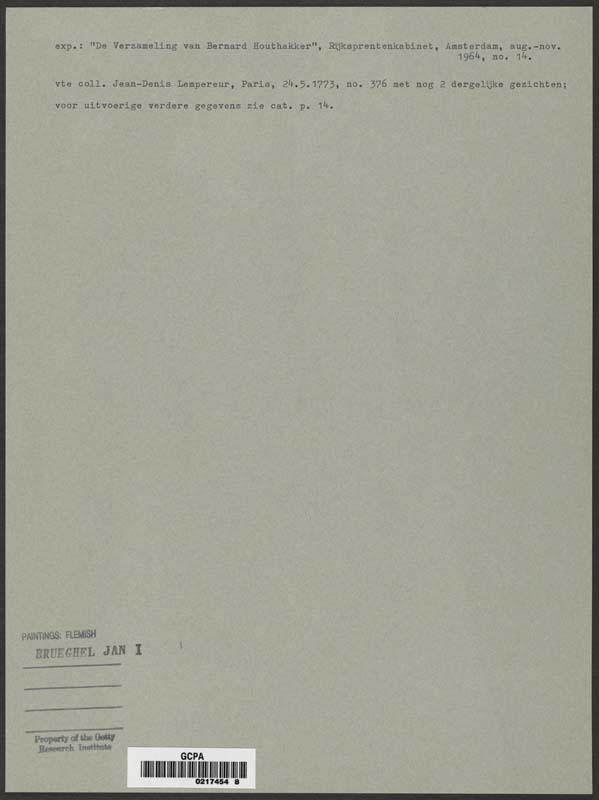 exp.: "De Verzameling van Bernard Houthakker", Rijksprentenkabinet, Amsterdam, aug.-nov.
1964, no. 14.
vte coll. Jean-Denis Lempereur, Paris, 24.5.1773, no. 376 met nog 2 dergelijke gezichten;
voor uitvoerige verdere gegevens zie cat. p. 14.
PAINTINGS: FLEMISH
BRUEGHEL JAN I
Property of the Getty
Research Institute
GCPA
0217454 8